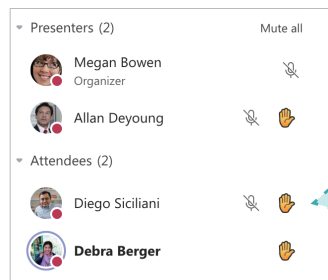 Presenters (2) Mute all
Megan Bowen
Organizer
Allan Deyoung
Attendees (2)
Diego Siciliani
Debra Berger